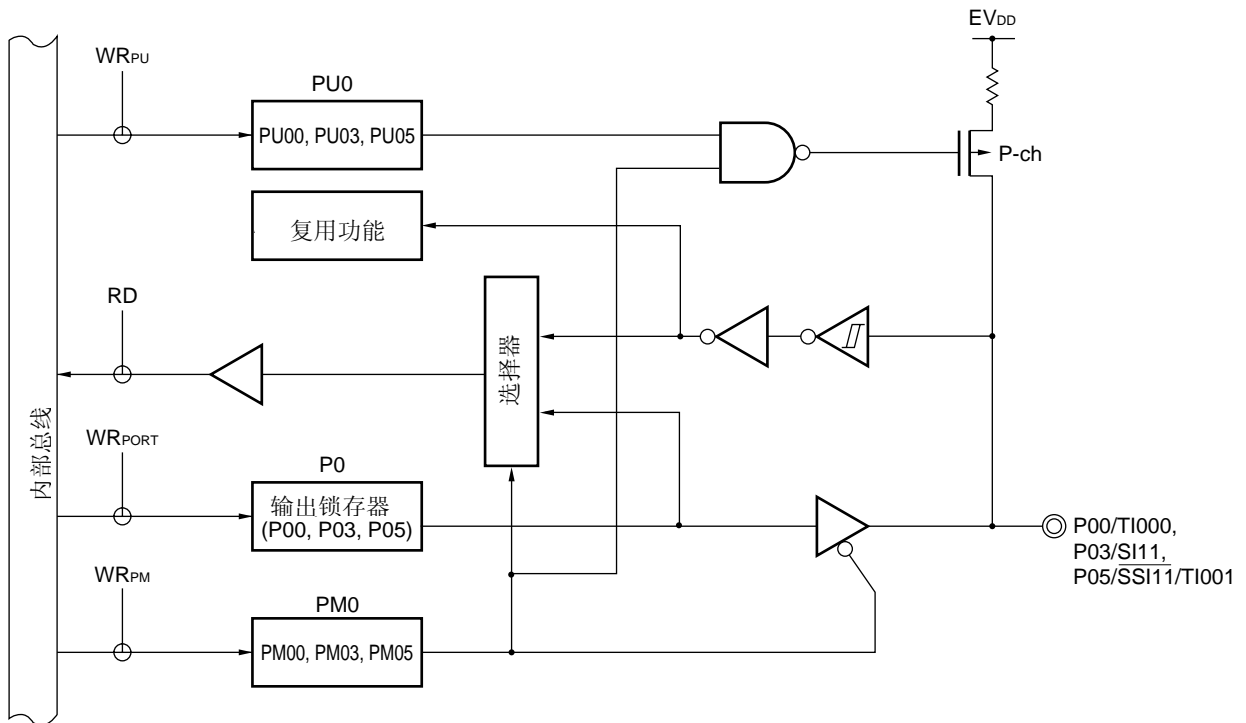 EVDD
WRPU
PU0
PU00, PU03, PU05
P-ch
复用功能
RD
选择器
WRPORT
P0
内部总线
输出锁存器
(P00, P03, P05)
P00/TI000,
P03/SI11,
P05/SSI11/TI001
WRPM
PM0
PM00, PM03, PM05